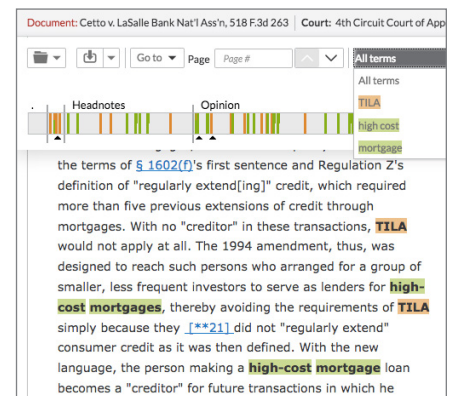 Document: Cetto v. LaSalle Bank Nat'l Ass'n, 518 F.3d 263 Court: 4th Circuit Court of App
Go to Page Page # All terms
All terms
TILA
high cost
mortgage
. Headnotes Opinion
the terms of § 1602(f)'s first sentence and Regulation Z's
definition of "regularly extend[ing]" credit, which required
more than five previous extensions of credit through
mortgages. With no "creditor" in these transactions, TILA
would not apply at all. The 1994 amendment, thus, was
designed to reach such persons who arranged for a group of
smaller, less frequent investors to serve as lenders for high-
cost mortgages, thereby avoiding the requirements of TILA
simply because they [**21] did not "regularly extend"
consumer credit as it was then defined. With the new
language, the person making a high-cost mortgage loan
becomes a "creditor" for future transactions in which he